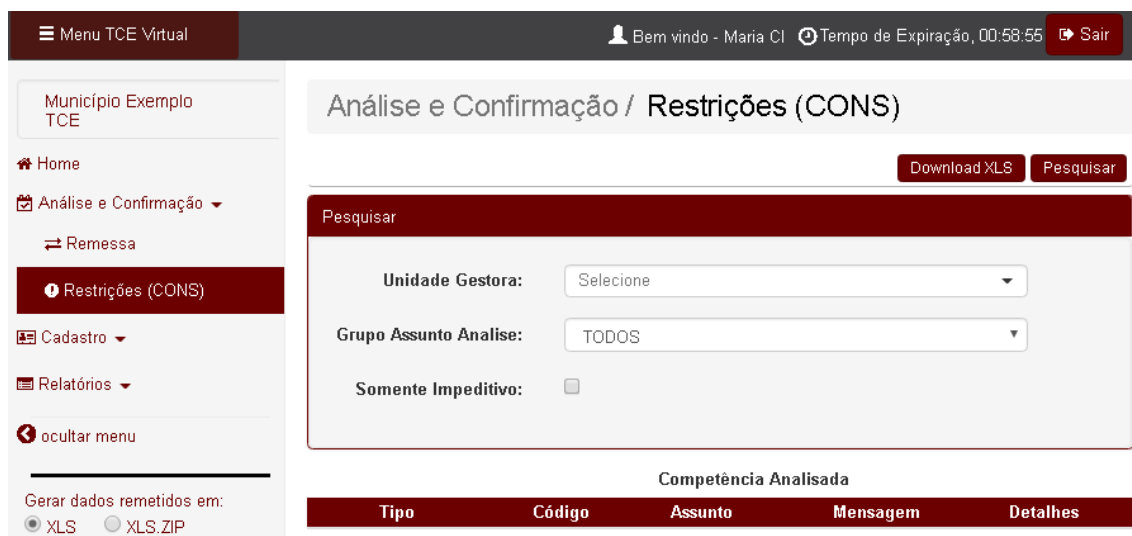 Menu TCE Virtual
Bem vindo - Maria CI Tempo de Expiração, 00:58:55 Sair
Município Exemplo
TCE
Home
Análise e Confirmação
Remessa
Restrições (CONS)
Cadastro
Relatórios
ocultar menu
Gerar dados remetidos em:
XLS XLS.ZIP
Análise e Confirmação / Restrições (CONS)
Download XLS Pesquisar
Pesquisar
Unidade Gestora: Selecione
Grupo Assunto Analise: TODOS
Somente Impeditivo:
Competência Analisada
Tipo Código Assunto Mensagem Detalhes